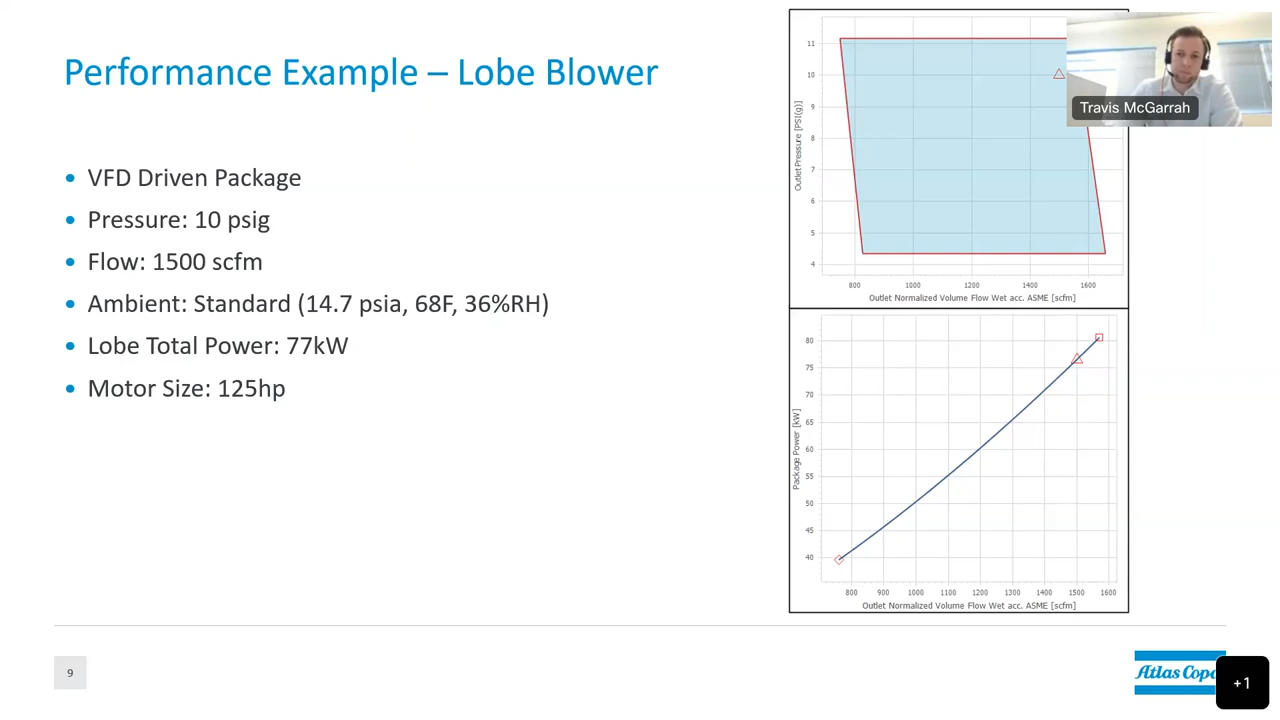 Performance Example – Lobe Blower
• VFD Driven Package
• Pressure: 10 psig
• Flow: 1500 scfm
• Ambient: Standard (14.7 psia, 68F, 36%RH)
• Lobe Total Power: 77kW
• Motor Size: 125hp
11
10
9
8
7
6
5
4
Outlet Pressure [PSI(g)]
800 1000 1200 1400 1600
Outlet Normalized Volume Flow Wet acc. ASME [scfm]
Travis McGarrah
80
75
70
65
60
55
50
45
40
Package Power [kW]
800 900 1000 1100 1200 1300 1400 1500 1600
Outlet Normalized Volume Flow Wet acc. ASME [scfm]
9
Atlas Cop
+1